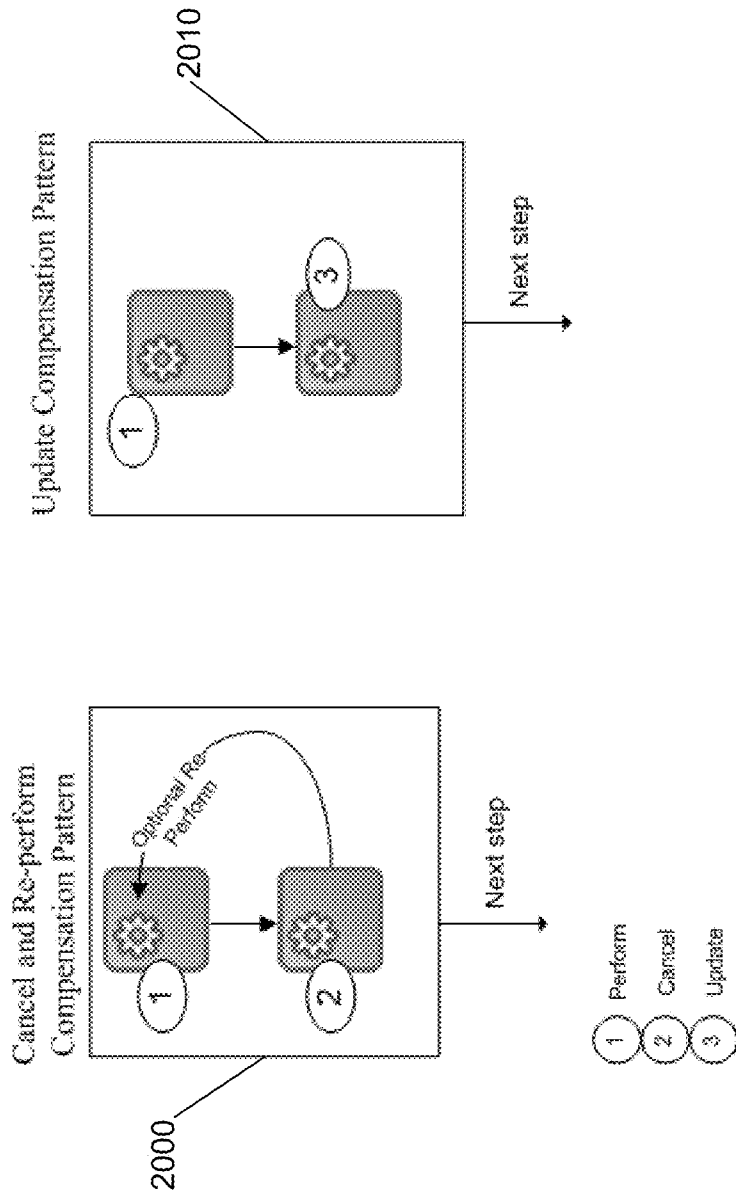 Cancel and Re-perform
Compensation Pattern
2000
1
Optional Re-
Perform
2
Next step
Update Compensation Pattern
2010
1
3
Next step
1 Perform
2 Cancel
3 Update